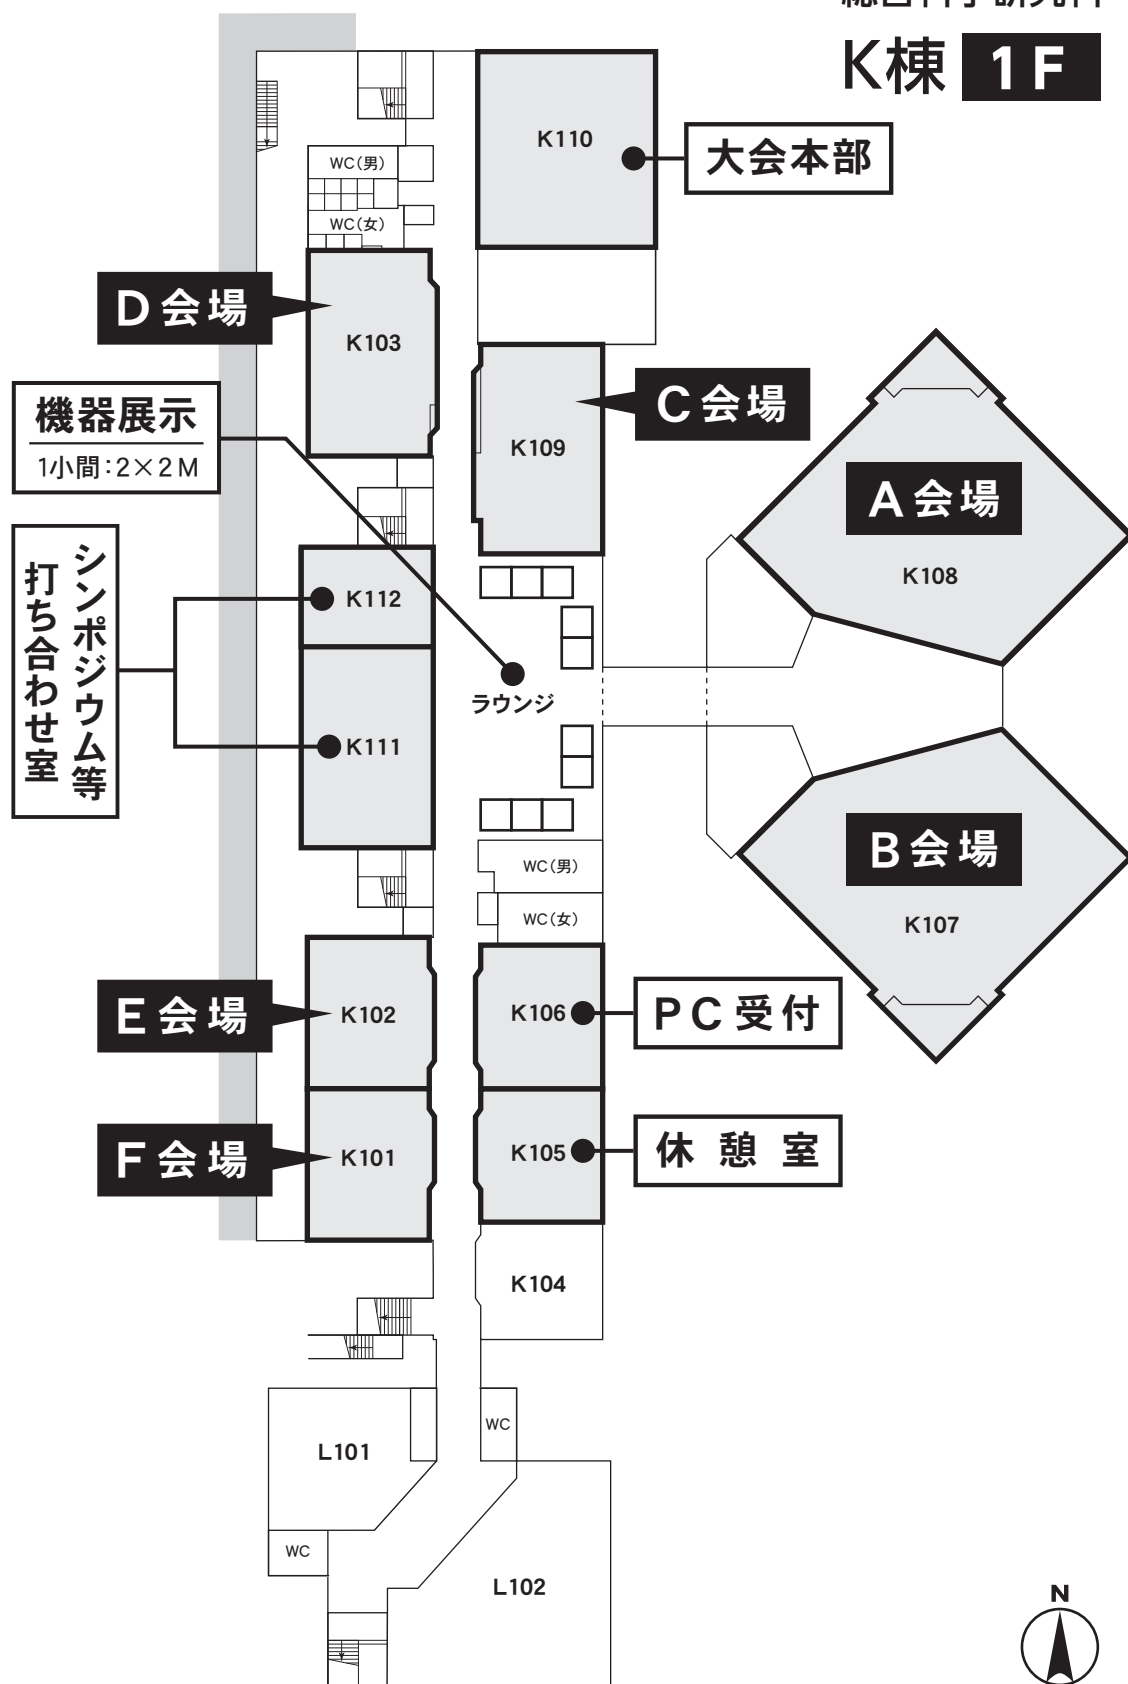 K棟 1F
K110
大会本部
WC(男)
WC(女)
D会場
K103
機器展示
1小間:2×2M
C会場
K109
A会場
K108
シンポジウム等
打ち合わせ室
K112
ラウンジ
K111
B会場
K107
WC(男)
WC(女)
E会場
K102
K106
PC受付
F会場
K101
K105
休憩室
K104
L101
WC
WC
L102
N